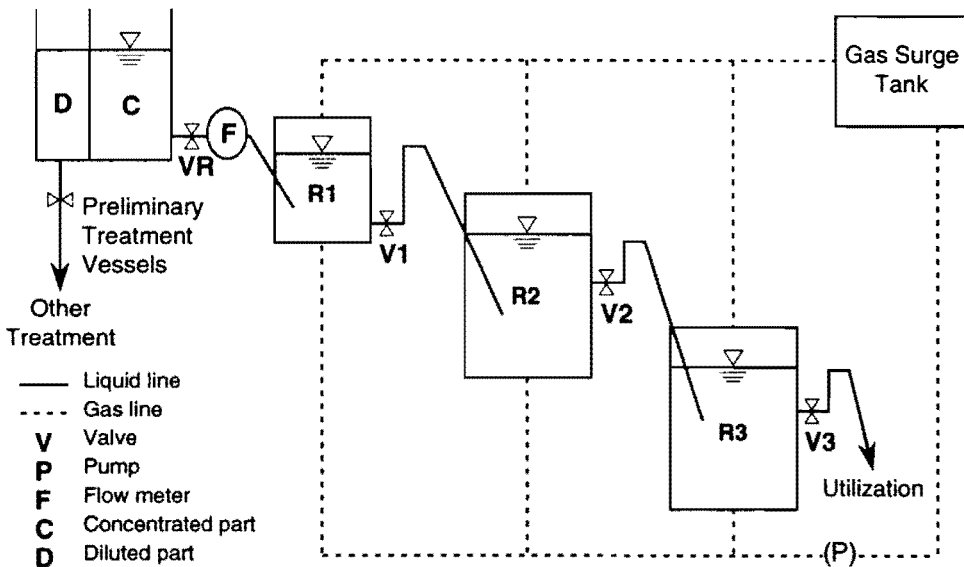 Gas Surge
Tank
D
C
F
VR
R1
V1
Preliminary
Treatment
Vessels
R2
V2
Other
Treatment
R3
V3
Utilization
(P)
Liquid line
Gas line
V Valve
P Pump
F Flow meter
C Concentrated part
D Diluted part